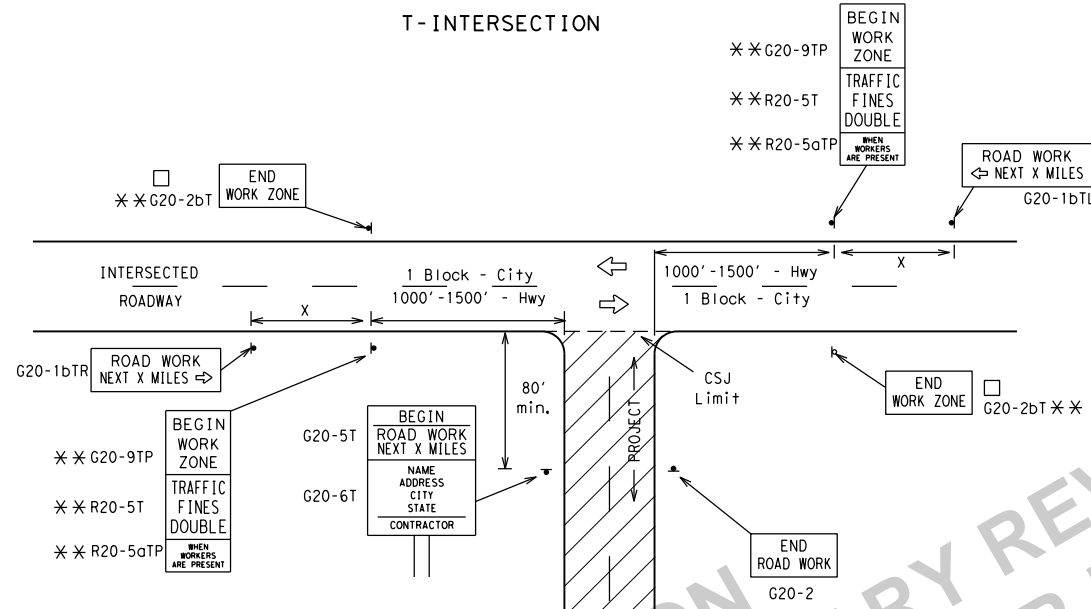 T-INTERSECTION
BEGIN
WORK
ZONE
TRAFFIC
FINES
DOUBLE
WHEN
WORKERS
ARE PRESENT
** G20-9TP
** R20-5T
** R20-5aTP
ROAD WORK
⇦ NEXT X MILES
G20-1bTL
□
** G20-2bT
END
WORK ZONE
INTERSECTED
ROADWAY
1 Block - City
1000'-1500' - Hwy
X
1000'-1500' - Hwy
1 Block - City
X
G20-1bTR
ROAD WORK
NEXT X MILES ⇨
80'
min.
PROJECT
CSJ
Limit
END
WORK ZONE
□
G20-2bT **
** G20-9TP
** R20-5T
** R20-5aTP
BEGIN
WORK
ZONE
TRAFFIC
FINES
DOUBLE
WHEN
WORKERS
ARE PRESENT
G20-5T
G20-6T
BEGIN
ROAD WORK
NEXT X MILES
NAME
ADDRESS
CITY
STATE
CONTRACTOR
END
ROAD WORK
G20-2